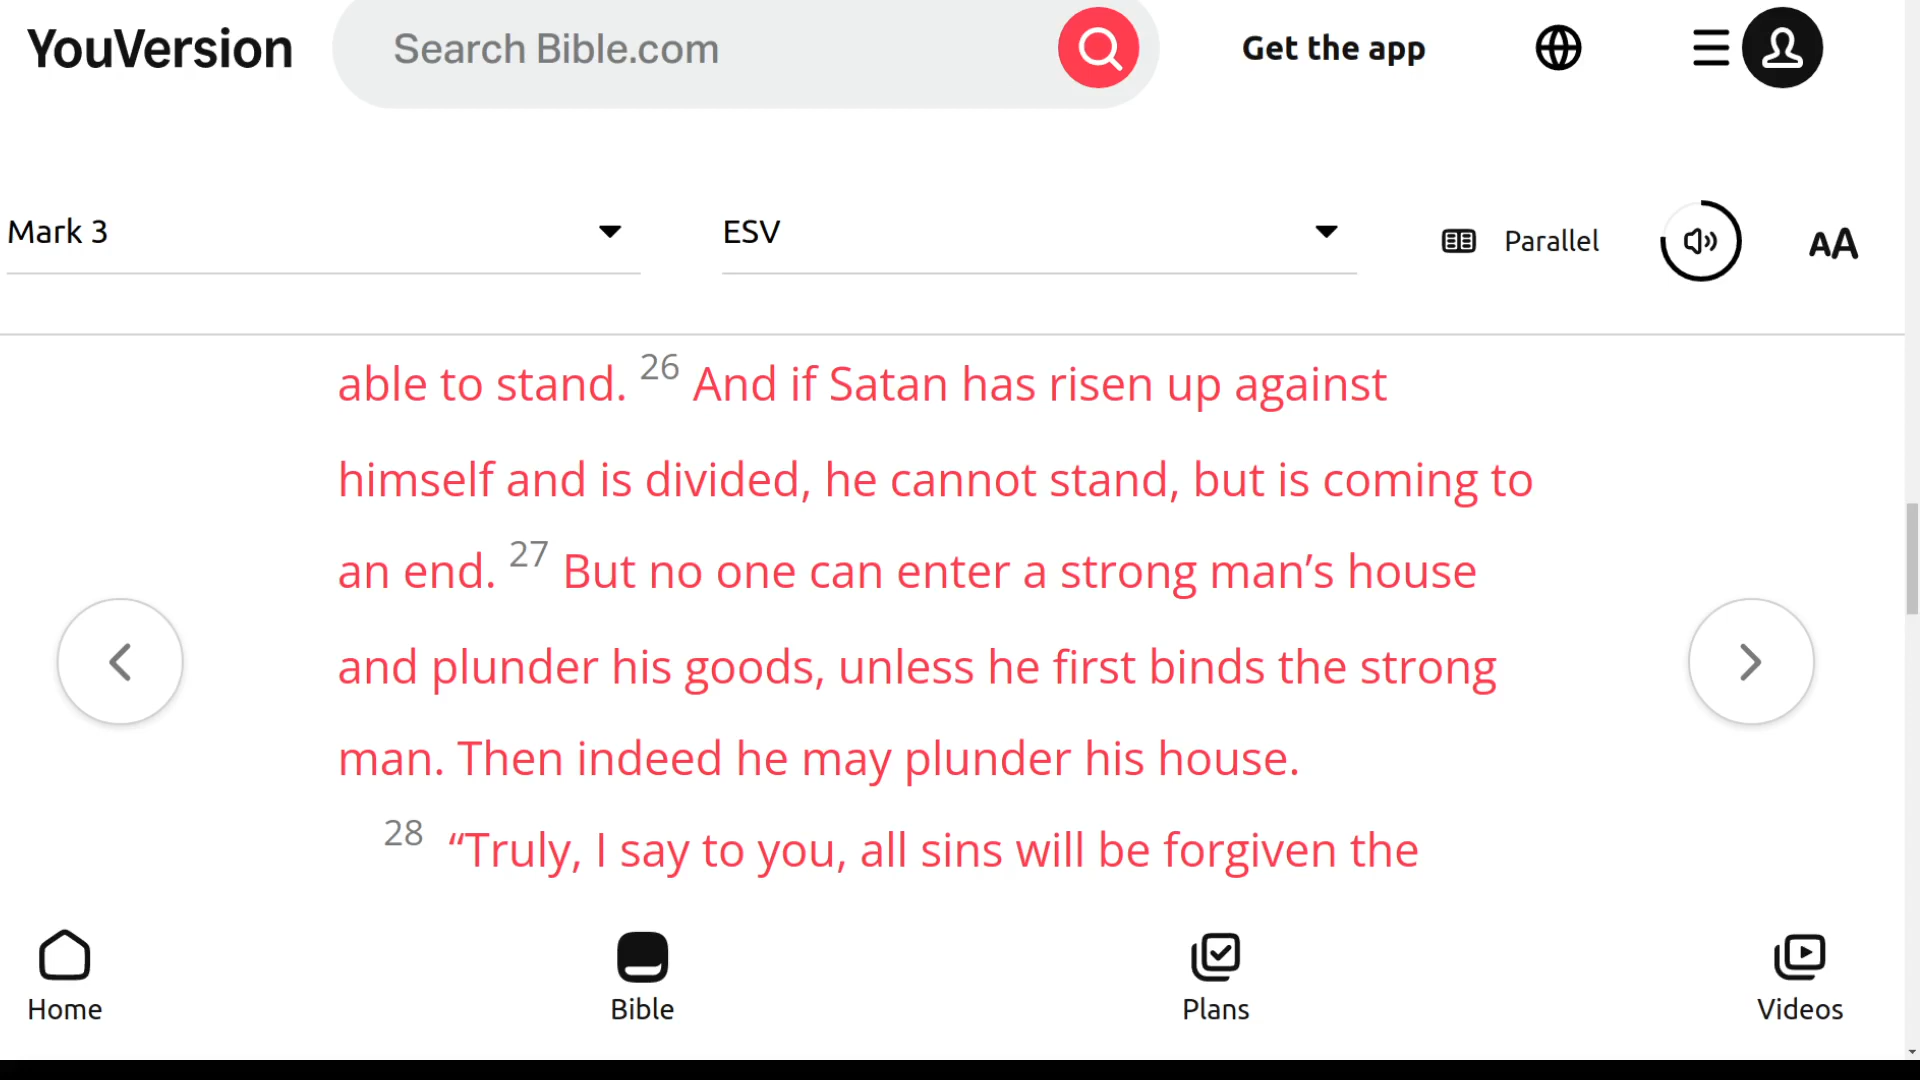 YouVersion
Search Bible.com
Get the app
Mark 3
ESV
Parallel
AA
able to stand. 26 And if Satan has risen up against
himself and is divided, he cannot stand, but is coming to
an end. 27 But no one can enter a strong man’s house
and plunder his goods, unless he first binds the strong
man. Then indeed he may plunder his house.
28 “Truly, I say to you, all sins will be forgiven the
Home
Bible
Plans
Videos